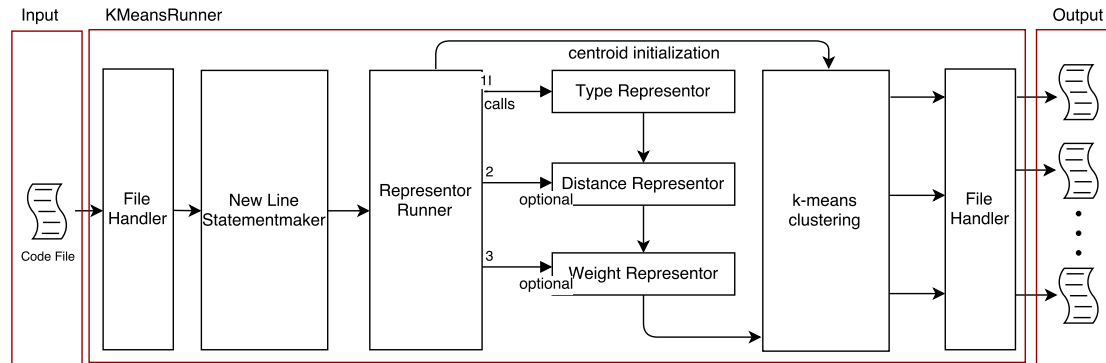 Input
KMeansRunner
Output
centroid initialization
Code File
File
Handler
New Line
Statementmaker
Representor
Runner
1
calls
Type Representor
2
optional
Distance Representor
3
optional
Weight Representor
k-means
clustering
File
Handler